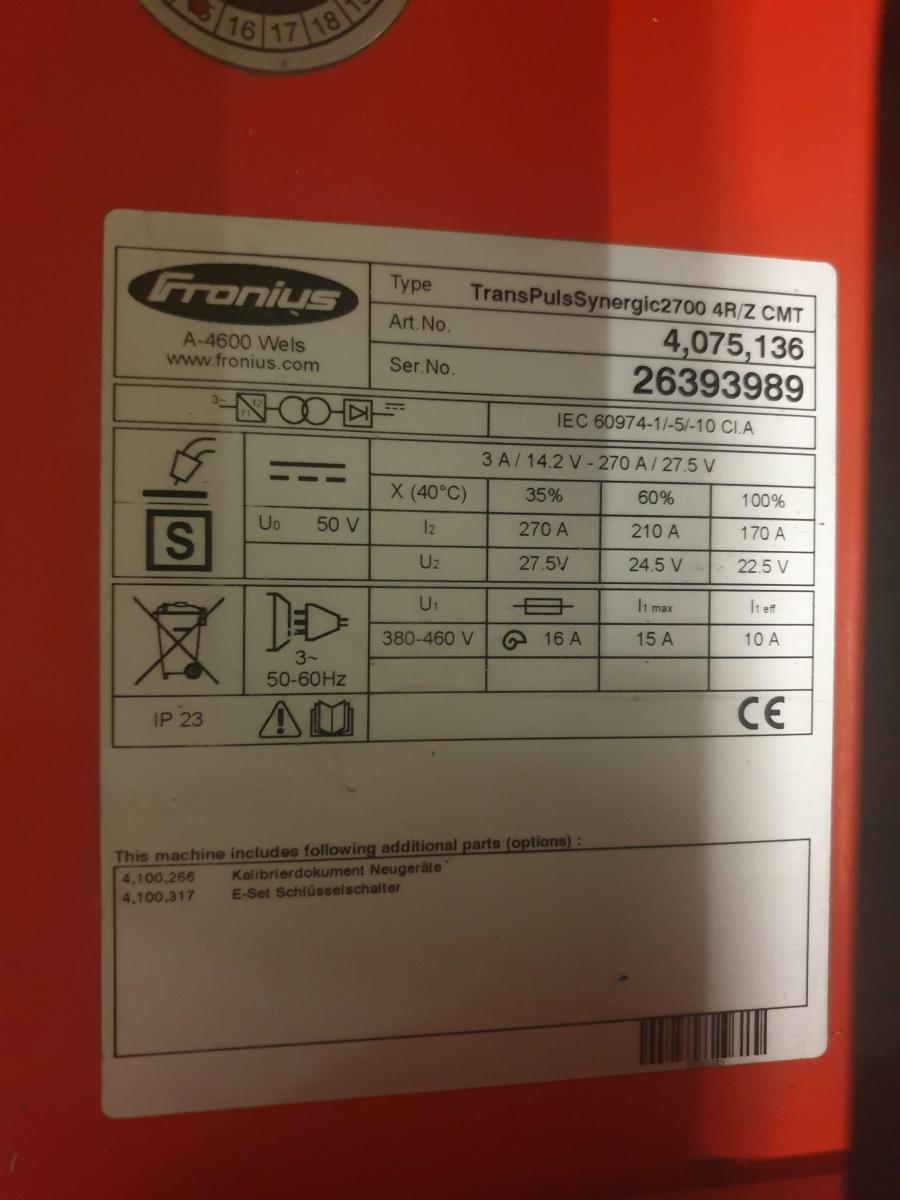 16 17 18
Fronius
A-4600 Wels
www.fronius.com
Type TransPulsSynergic2700 4R/Z CMT
Art.No. 4,075,136
Ser.No. 26393989
3~ f1 f2
IEC 60974-1/-5/-10 Cl.A
3 A / 14.2 V - 270 A / 27.5 V
X (40°C) 35% 60% 100%
S U0 50 V I2 270 A 210 A 170 A
U2 27.5V 24.5 V 22.5 V
U1 I1 max I1 eff
380-460 V 16 A 15 A 10 A
3~
50-60Hz
IP 23 CE
This machine includes following additional parts (options) :
4,100,266 Kalibrierdokument Neugeräte
4,100,317 E-Set Schlüsselschalter